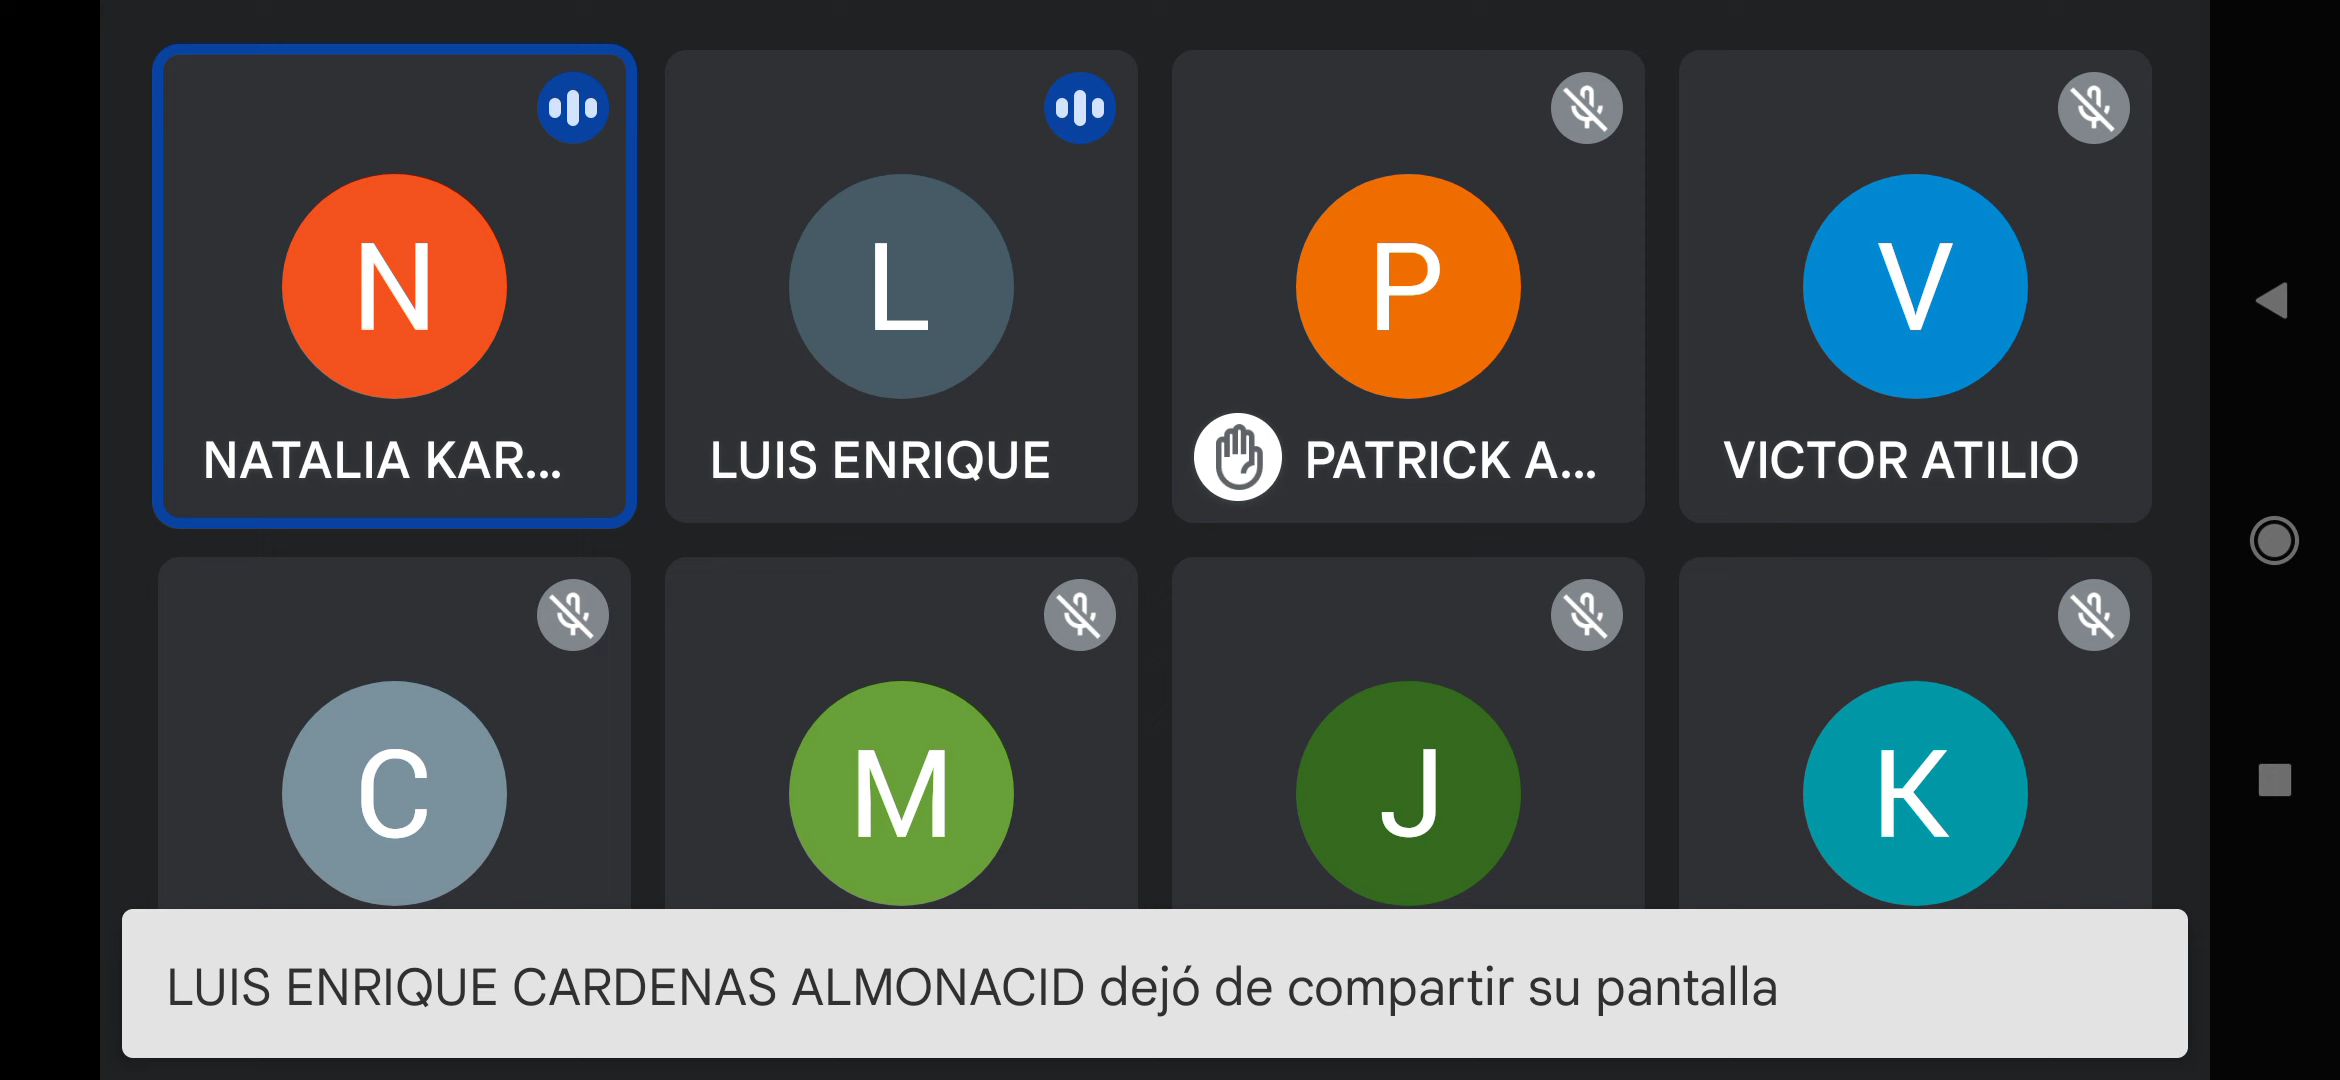 N
L
P
V
NATALIA KAR...
LUIS ENRIQUE
PATRICK A...
VICTOR ATILIO
C
M
J
K
LUIS ENRIQUE CARDENAS ALMONACID dejó de compartir su pantalla